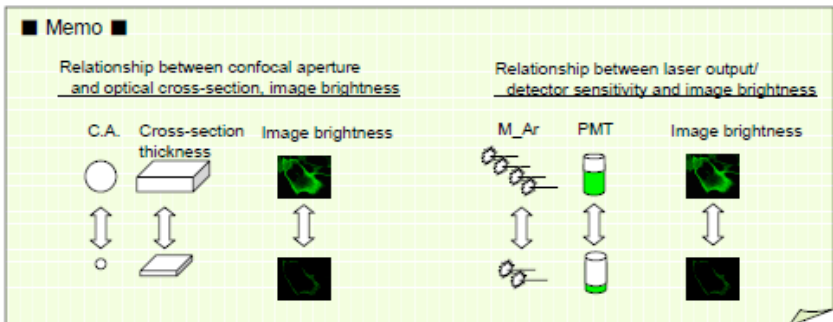 ■ Memo ■
Relationship between confocal aperture
and optical cross-section, image brightness
C.A.
Cross-section
thickness
Image brightness
Relationship between laser output/
detector sensitivity and image brightness
M_Ar
PMT
Image brightness